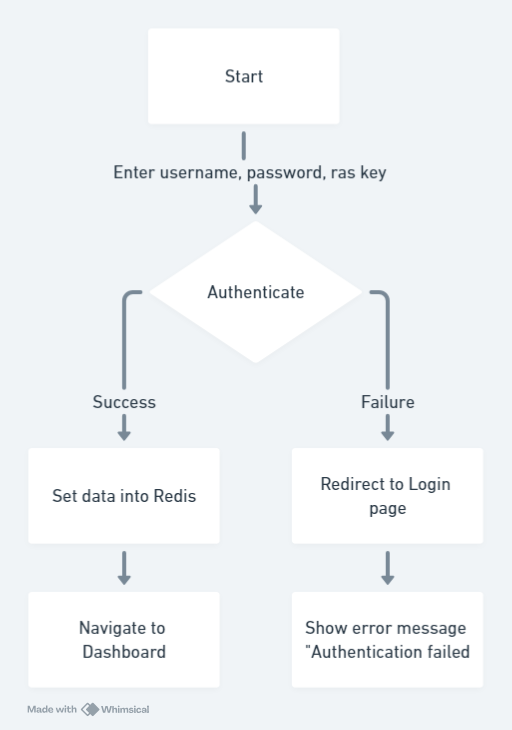 Start
Enter username, password, ras key
Authenticate
Success
Failure
Set data into Redis
Redirect to Login
page
Navigate to
Dashboard
Show error message
"Authentication failed
Made with Whimsical